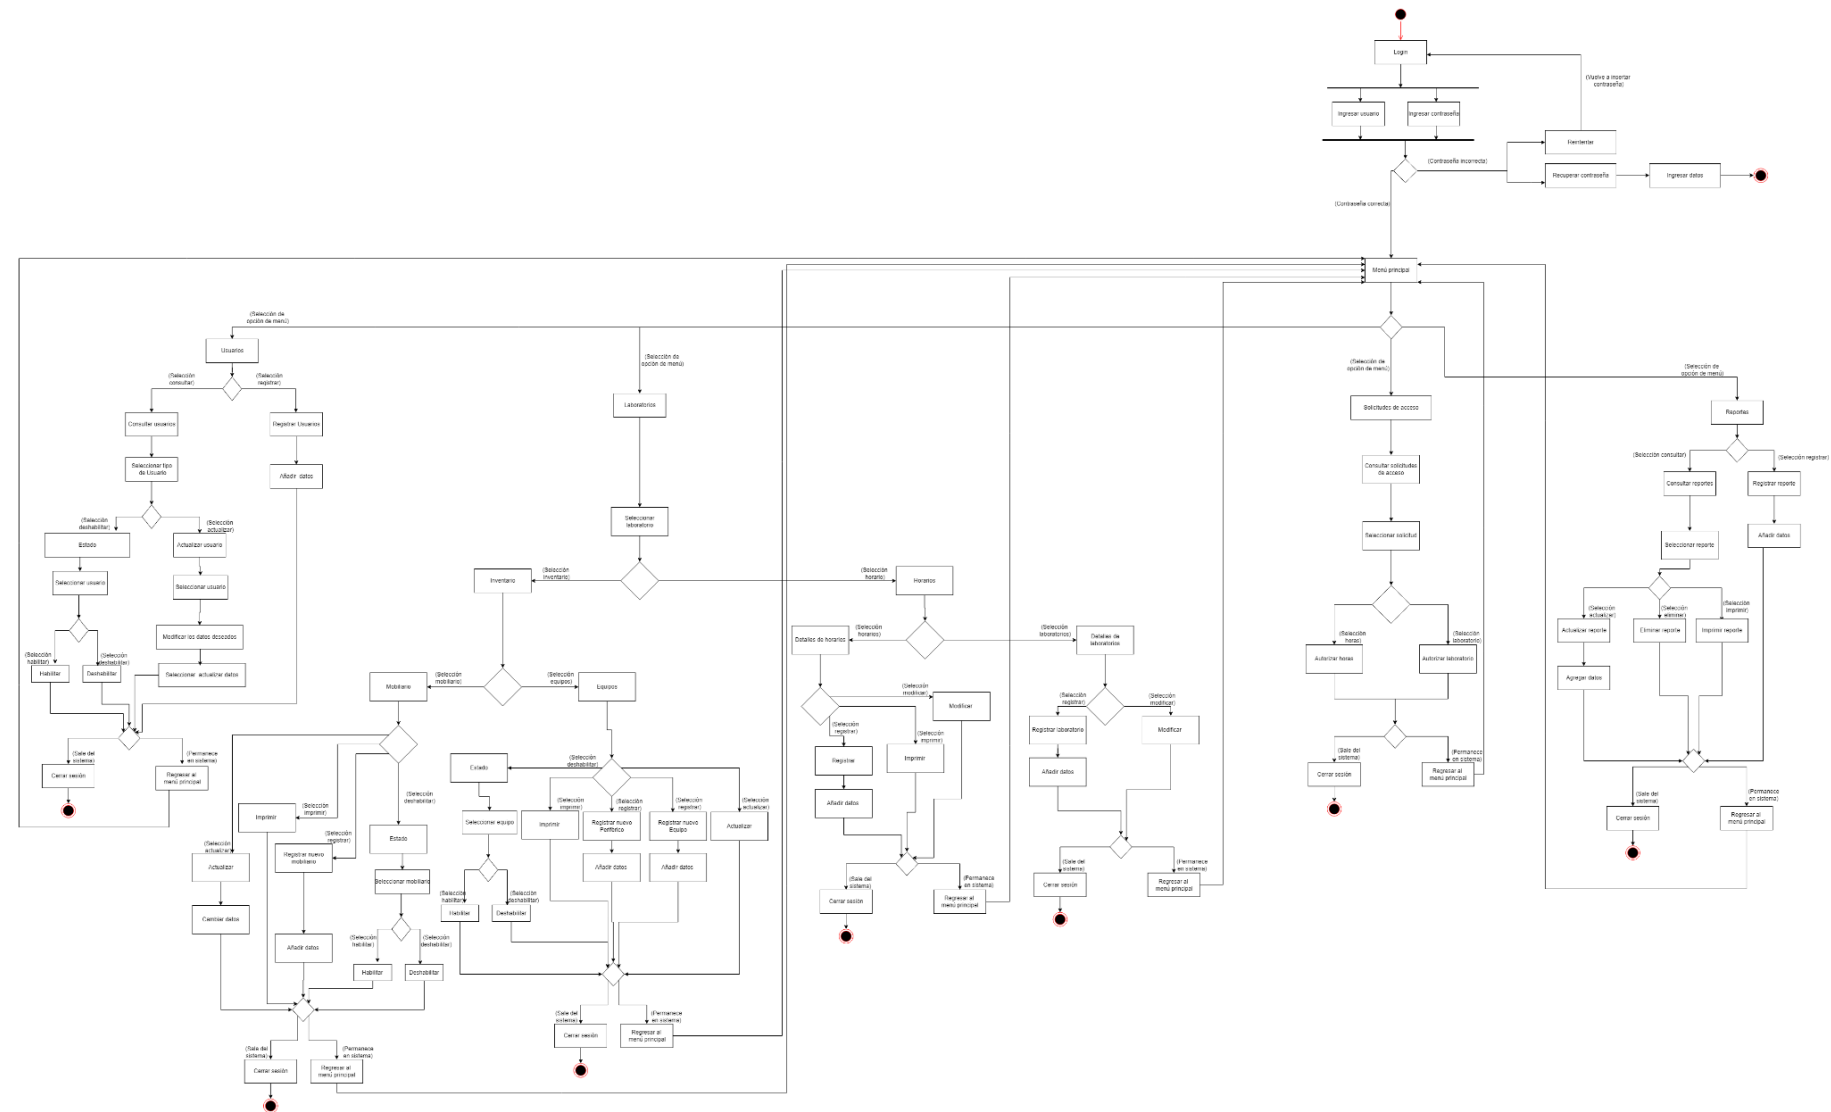 Login
(Vuelve a insertar
contraseña)
Ingresar usuario
Ingresar contraseña
Reintentar
(Contraseña incorrecta)
Recuperar contraseña
Ingresar datos
(Contraseña correcta)
Menú principal
(Selección de
opción de menú)
Usuarios
(Selección
consultar)
(Selección
registrar)
Consultar usuarios
Registrar Usuarios
Seleccionar tipo
de Usuario
Añadir datos
(Selección
deshabilitar)
(Selección
actualizar)
Estado
Actualizar usuario
Seleccionar usuario
Seleccionar usuario
Modificar los datos deseados
(Selección
habilitar)
(Selección
deshabilitar)
Habilitar
Deshabilitar
Seleccionar actualizar datos
(Sale del
sistema)
(Permanece
en sistema)
Cerrar sesión
Regresar al
menú principal
(Selección de
opción de menú)
Laboratorios
Seleccionar
laboratorio
Inventario
(Selección
inventario)
(Selección
horario)
Horarios
Mobiliario
(Selección
mobiliario)
(Selección
equipos)
Equipos
(Selección
deshabilitar)
Imprimir
(Selección
imprimir)
(Selección
registrar)
Estado
(Selección
actualizar)
Actualizar
Registrar nuevo
mobiliario
Seleccionar mobiliario
Cambiar datos
Añadir datos
(Selección
habilitar)
(Selección
deshabilitar)
Habilitar
Deshabilitar
(Sale del
sistema)
(Permanece
en sistema)
Cerrar sesión
Regresar al
menú principal
Estado
(Selección
deshabilitar)
(Selección
imprimir)
(Selección
registrar)
(Selección
registrar)
(Selección
actualizar)
Seleccionar equipo
Imprimir
Registrar nuevo
Periférico
Registrar nuevo
Equipo
Actualizar
Añadir datos
Añadir datos
(Selección
habilitar)
(Selección
deshabilitar)
Habilitar
Deshabilitar
(Sale del
sistema)
(Permanece
en sistema)
Cerrar sesión
Regresar al
menú principal
Detalles de horarios
(Selección
horarios)
(Selección
laboratorios)
Detalles de
laboratorios
(Selección
modificar)
Modificar
(Selección
registrar)
(Selección
imprimir)
Registrar
Imprimir
Añadir datos
(Sale del
sistema)
(Permanece
en sistema)
Cerrar sesión
Regresar al
menú principal
(Selección
registrar)
(Selección
modificar)
Registrar laboratorio
Modificar
Añadir datos
(Sale del
sistema)
(Permanece
en sistema)
Cerrar sesión
Regresar al
menú principal
(Selección de
opción de menú)
Solicitudes de acceso
Consultar solicitudes
de acceso
Seleccionar solicitud
(Selección
horas)
(Selección
laboratorio)
Autorizar horas
Autorizar laboratorio
(Sale del
sistema)
(Permanece
en sistema)
Cerrar sesión
Regresar al
menú principal
(Selección de
opción de menú)
Reportes
(Selección consultar)
(Selección registrar)
Consultar reportes
Registrar reporte
Seleccionar reporte
Añadir datos
(Selección
actualizar)
(Selección
eliminar)
(Selección
imprimir)
Actualizar reporte
Eliminar reporte
Imprimir reporte
Agregar datos
(Sale del
sistema)
(Permanece
en sistema)
Cerrar sesión
Regresar al
menú principal